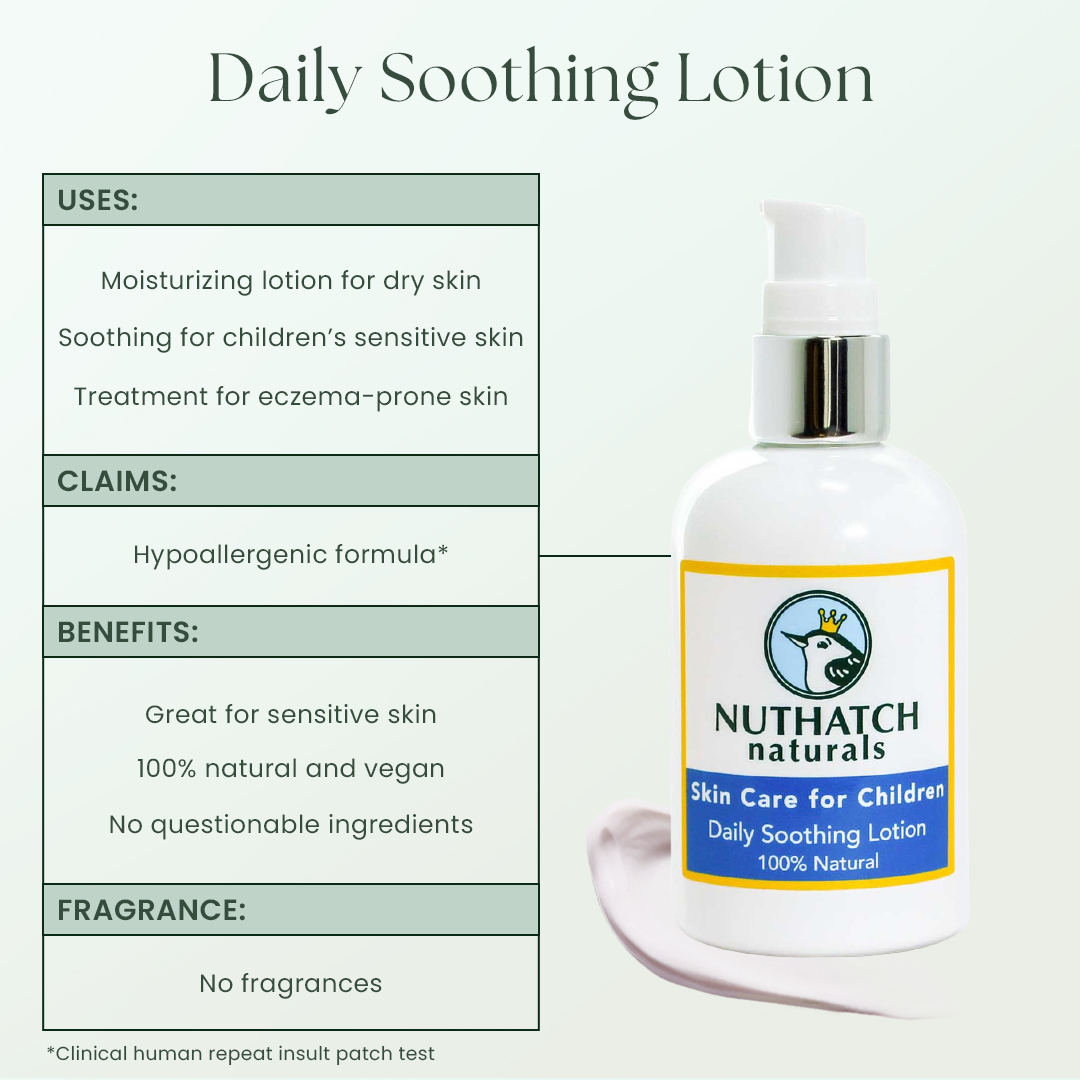 Daily Soothing Lotion
USES:
Moisturizing lotion for dry skin
Soothing for children’s sensitive skin
Treatment for eczema-prone skin
CLAIMS:
Hypoallergenic formula*
BENEFITS:
Great for sensitive skin
100% natural and vegan
No questionable ingredients
FRAGRANCE:
No fragrances
*Clinical human repeat insult patch test
NUTHATCH
naturals
Skin Care for Children
Daily Soothing Lotion
100% Natural